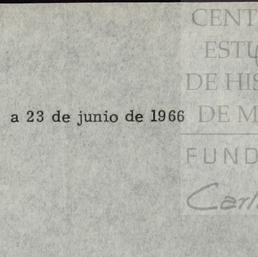 CENT
ESTU
DE HIS
a 23 de junio de 1966
DE M
FUND
Carl